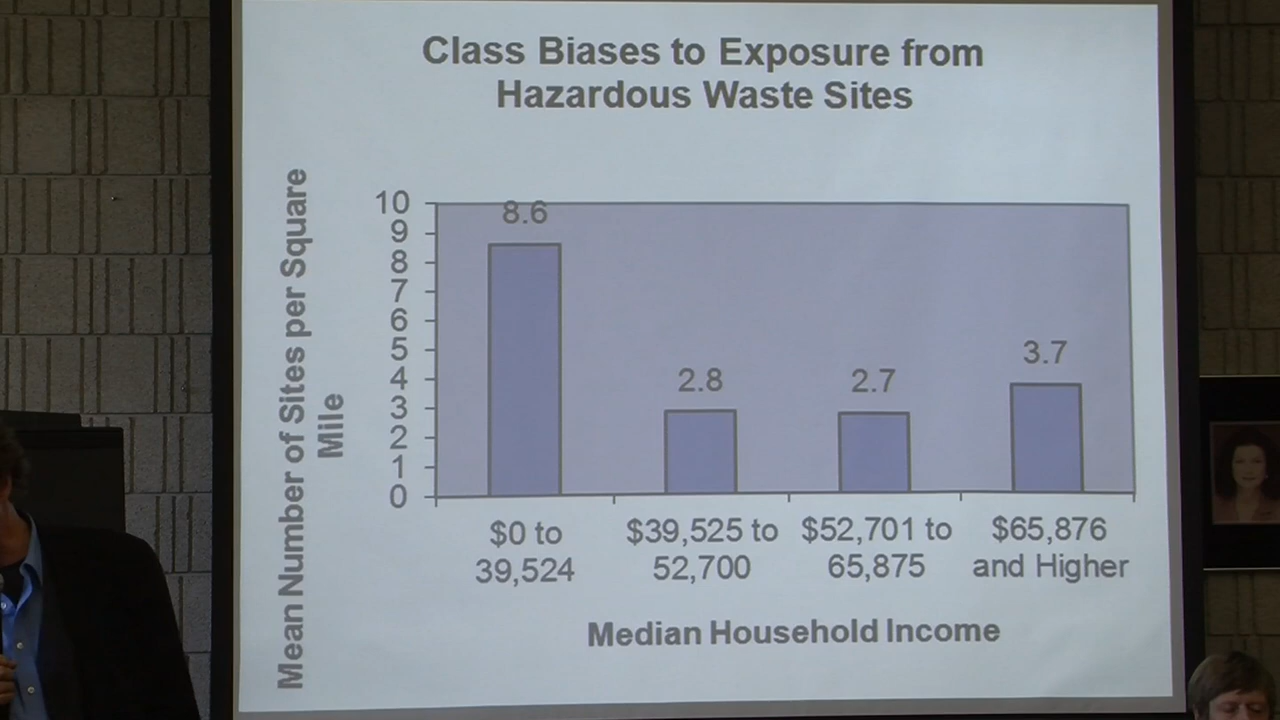 Class Biases to Exposure from
Hazardous Waste Sites
Mean Number of Sites per Square
Mile
10
9
8
7
6
5
4
3
2
1
0
8.6
2.8
2.7
3.7
$0 to
39,524
$39,525 to
52,700
$52,701 to
65,875
$65,876
and Higher
Median Household Income